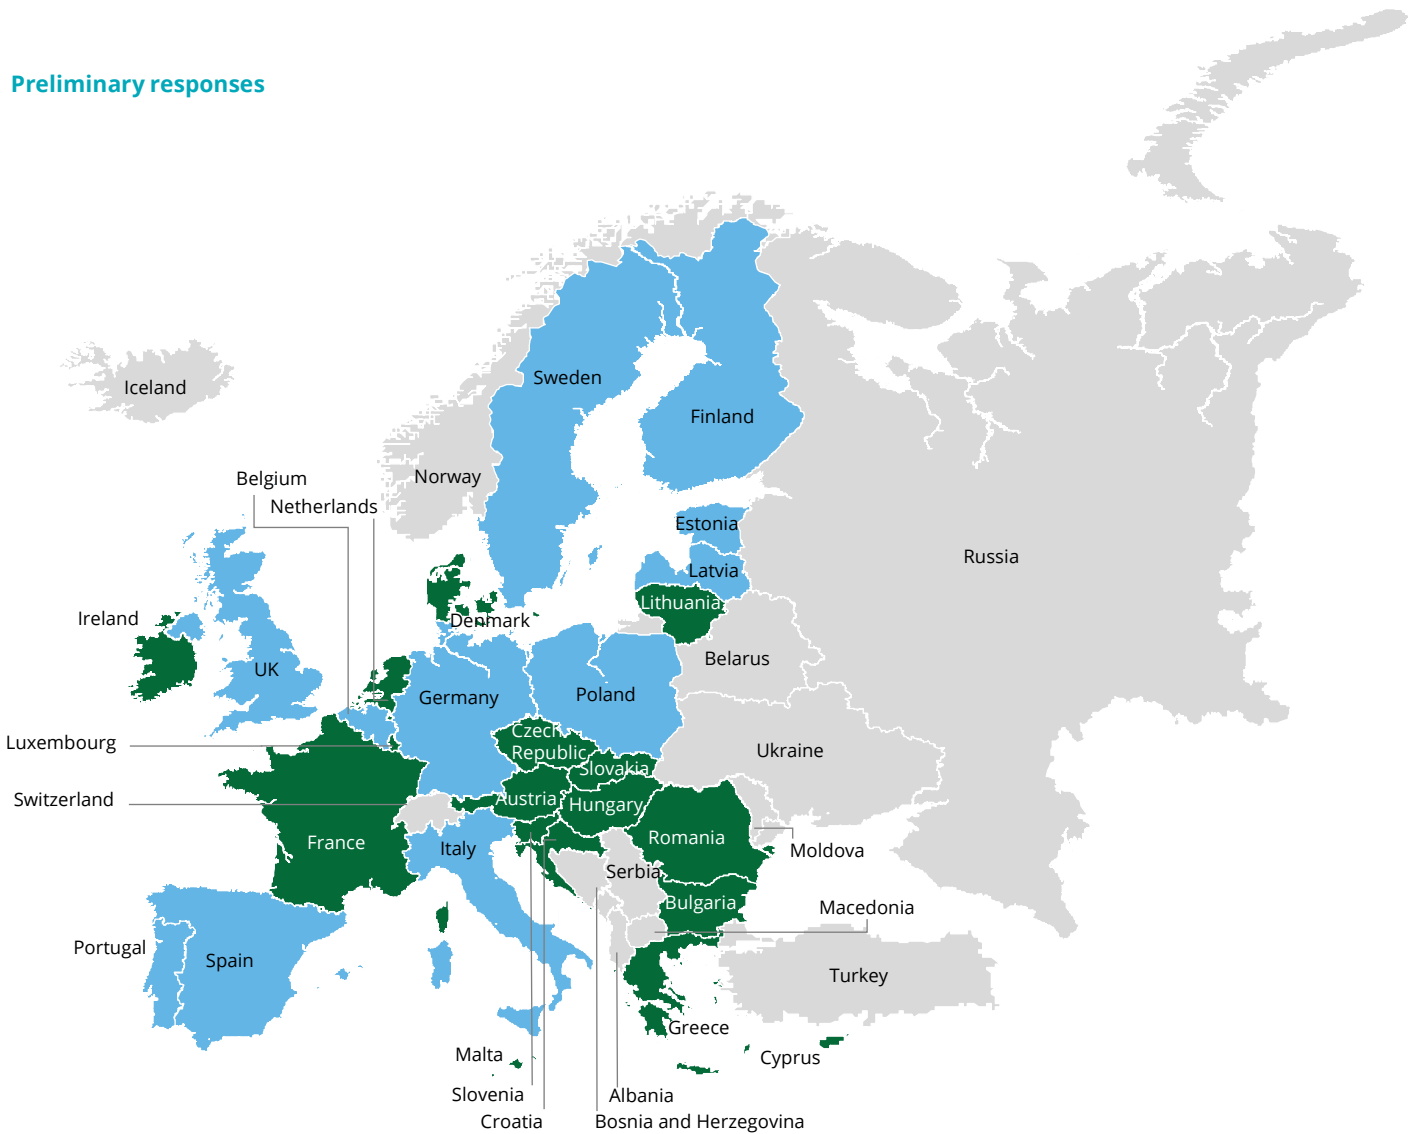 Preliminary responses
Iceland
Sweden
Finland
Norway
Belgium
Netherlands
Estonia
Russia
Latvia
Lithuania
Ireland
Denmark
Belarus
UK
Germany
Poland
Czech
Republic
Luxembourg
Ukraine
Slovakia
Switzerland
Austria
Hungary
France
Romania
Italy
Moldova
Serbia
Bulgaria
Macedonia
Portugal
Spain
Turkey
Greece
Malta
Cyprus
Slovenia
Albania
Croatia
Bosnia and Herzegovina